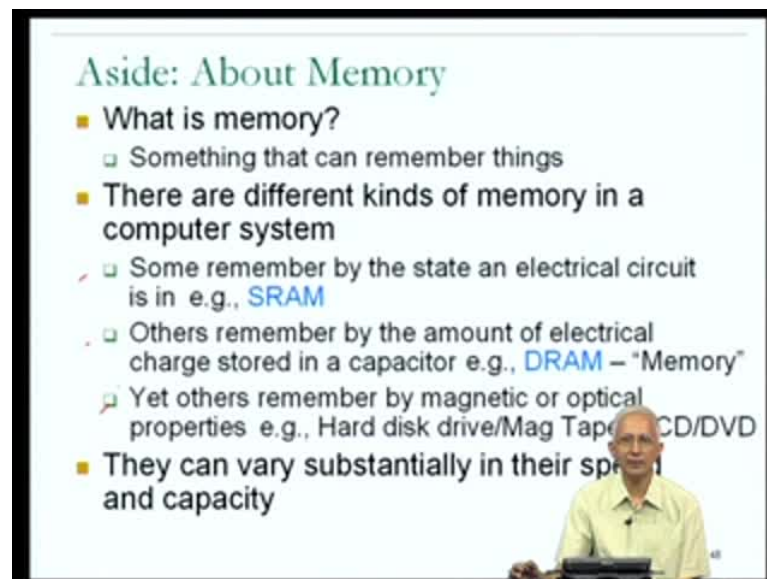 Aside: About Memory
What is memory?
Something that can remember things
There are different kinds of memory in a
computer system
Some remember by the state an electrical circuit
is in e.g., SRAM
Others remember by the amount of electrical
charge stored in a capacitor e.g., DRAM – “Memory”
Yet others remember by magnetic or optical
properties e.g., Hard disk drive/Mag Tape CD/DVD
They can vary substantially in their speed
and capacity
48